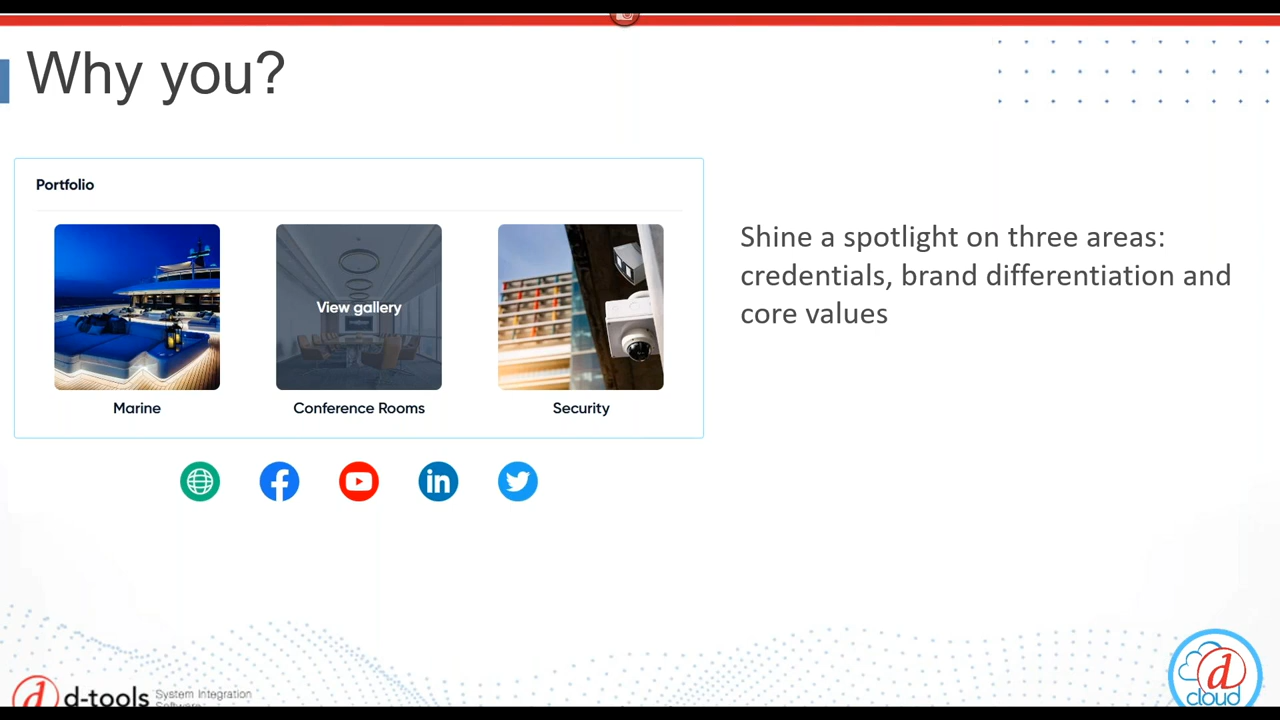 Why you?
Portfolio
View gallery
Marine
Conference Rooms
Security
Shine a spotlight on three areas:
credentials, brand differentiation and
core values
d d-tools System Integration
Software
d
cloud